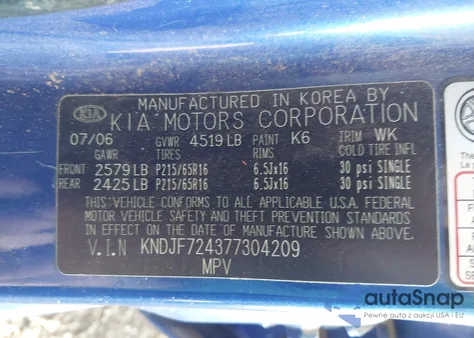 MANUFACTURED IN KOREA BY
KIA KIA MOTORS CORPORATION
07/06 GVWR 4519 LB PAINT K6 TRIM WK
GAWR TIRES RIMS COLD TIRE INFL
FRONT 2579 LB P215/65R16 6.5Jx16 30 psi SINGLE
REAR 2425 LB P215/65R16 6.5Jx16 30 psi SINGLE
THIS VEHICLE CONFORMS TO ALL APPLICABLE U.S.A. FEDERAL
MOTOR VEHICLE SAFETY AND THEFT PREVENTION STANDARDS
IN EFFECT ON THE DATE OF MANUFACTURE SHOWN ABOVE.
V.I.N KNDJF724377304209
MPV
autoSnap
Pewne auta z USA i Kanady